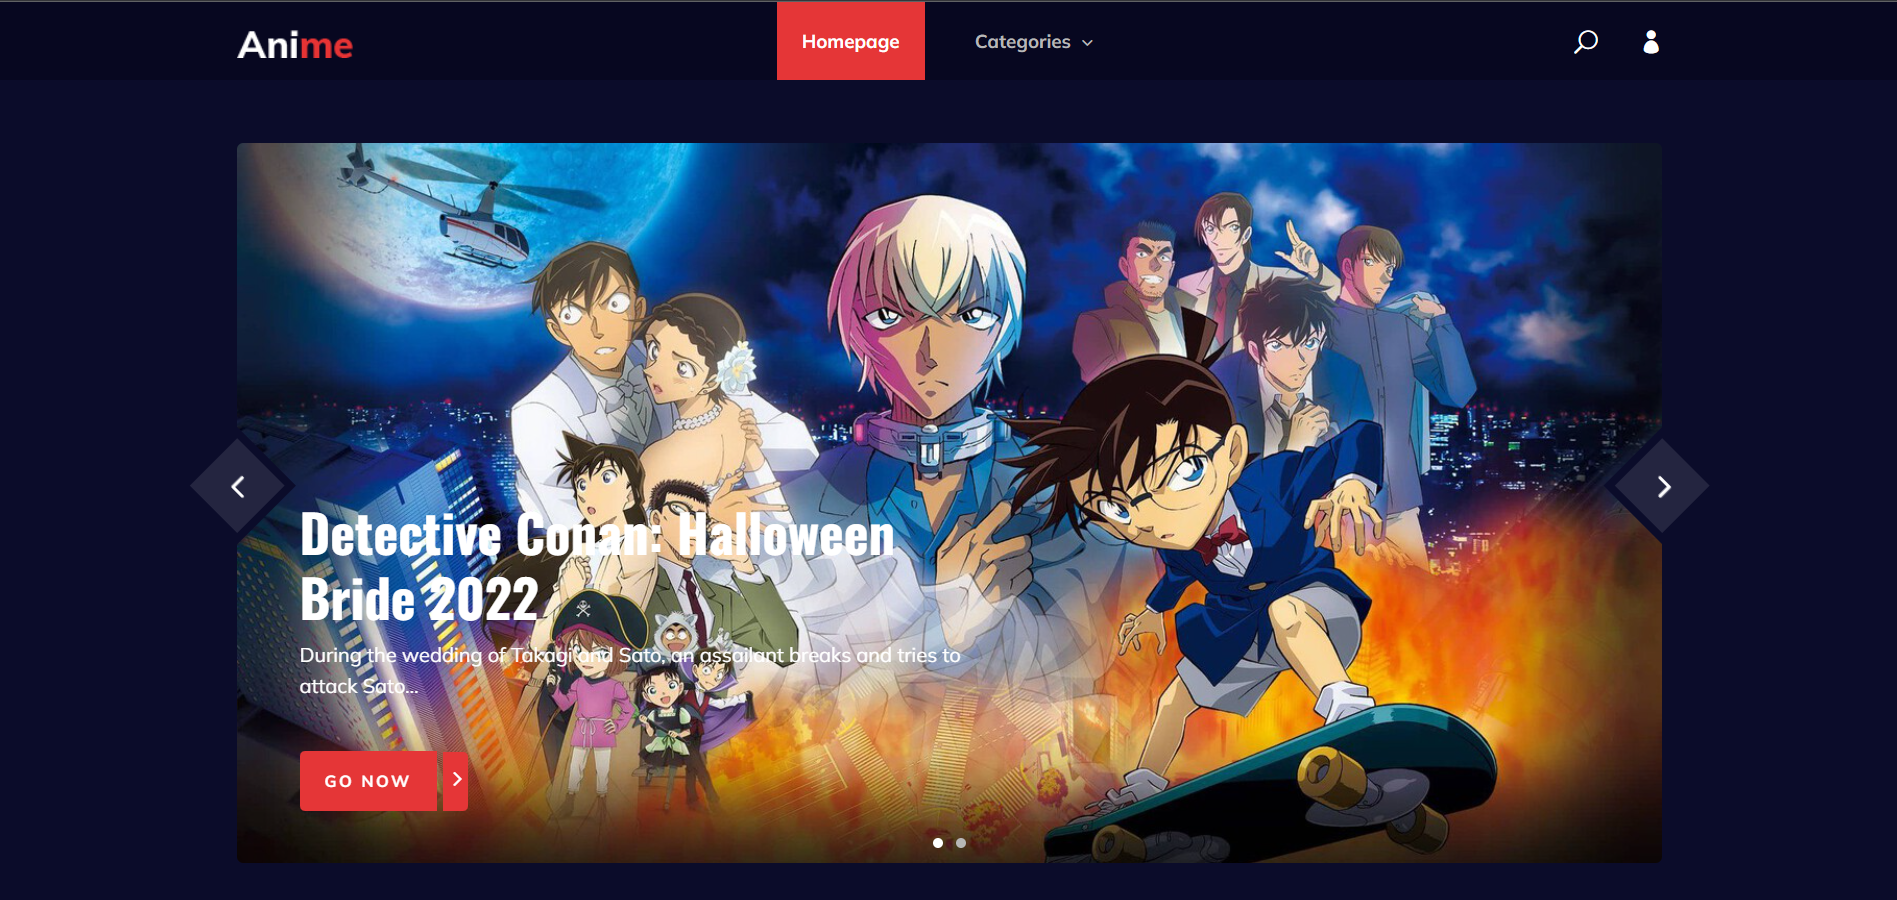 Anime
Homepage
Categories
Detective Conan: Halloween
Bride 2022
During the wedding of Takagi and Sato, an assailant breaks and tries to
attack Sato...
GO NOW